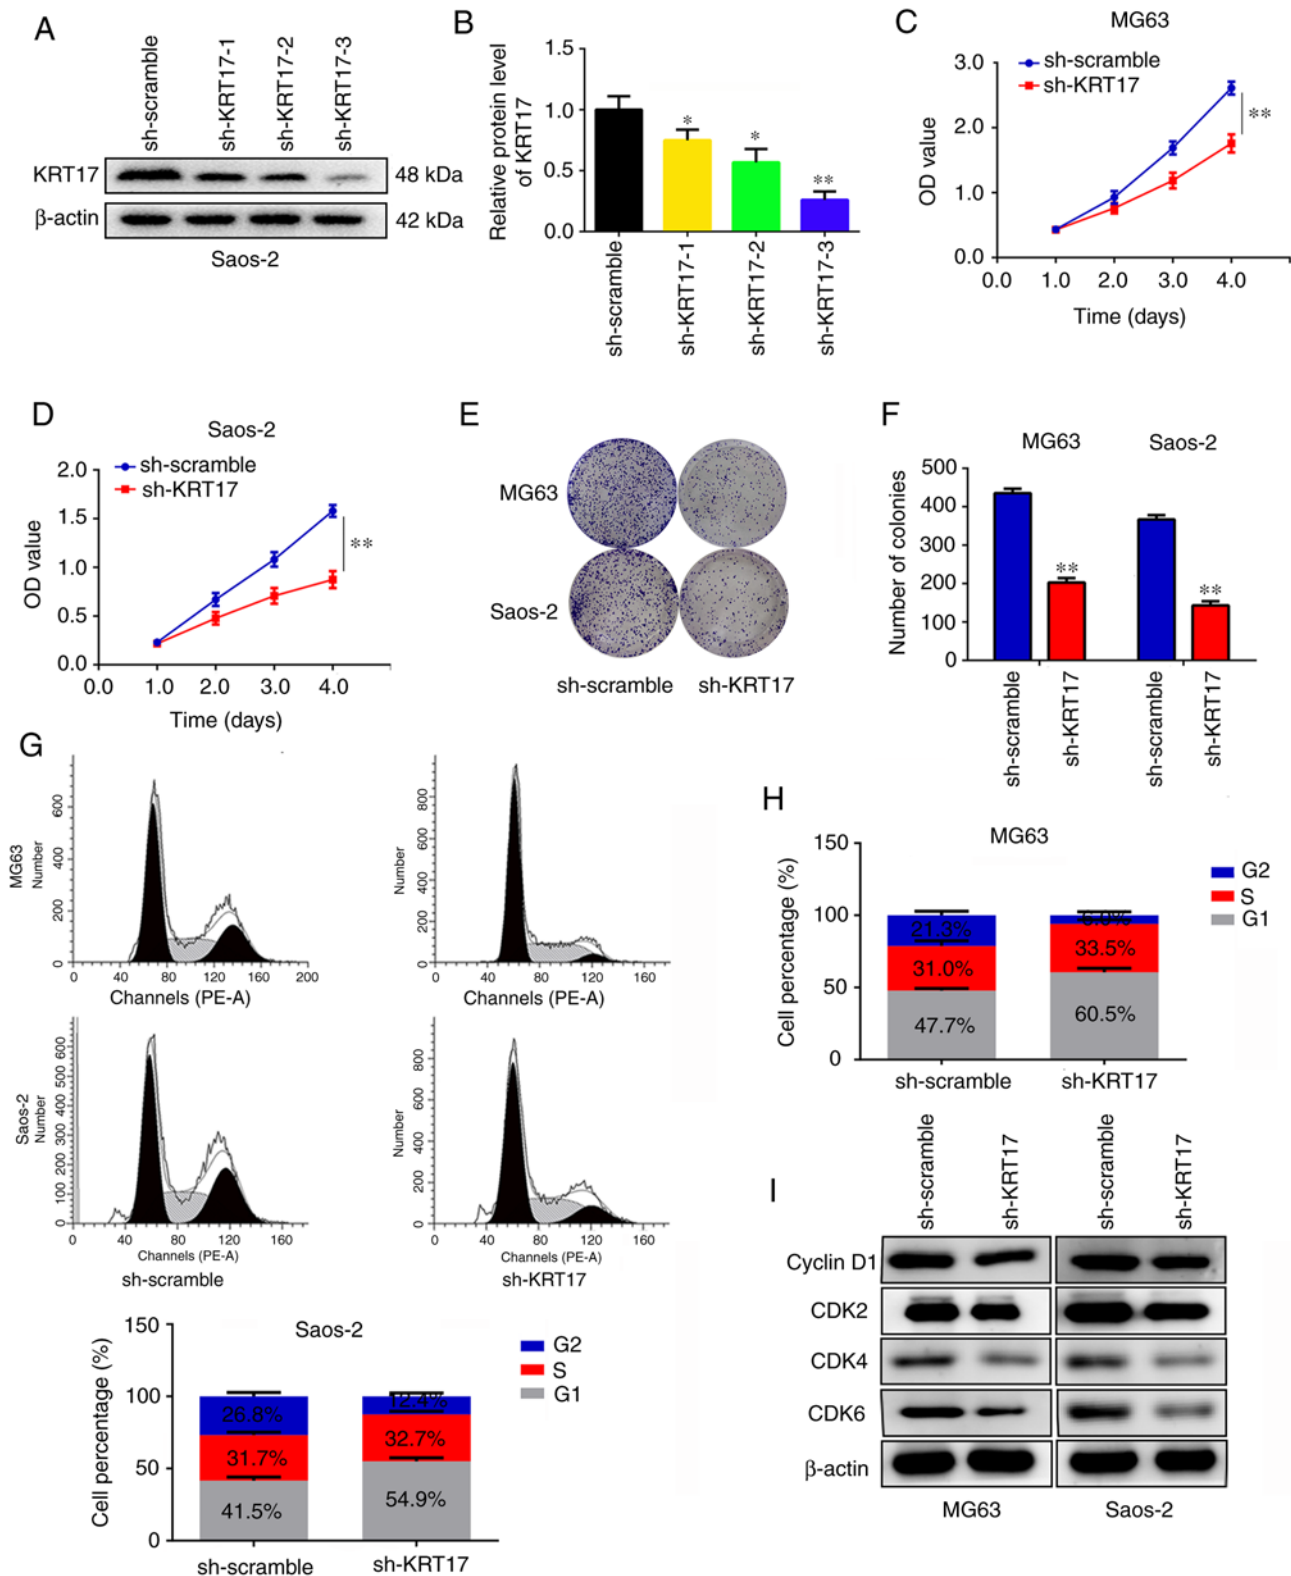 A
sh-scramble
sh-KRT17-1
sh-KRT17-2
sh-KRT17-3
KRT17
48 kDa
β-actin
42 kDa
Saos-2
B
Relative protein level
of KRT17
1.5
1.0
0.5
0.0
*
*
**
sh-scramble
sh-KRT17-1
sh-KRT17-2
sh-KRT17-3
C
MG63
sh-scramble
sh-KRT17
OD value
3.0
2.0
1.0
0.0
**
0.0 1.0 2.0 3.0 4.0
Time (days)
D
Saos-2
sh-scramble
sh-KRT17
OD value
2.0
1.5
1.0
0.5
0.0
**
0.0 1.0 2.0 3.0 4.0
Time (days)
E
MG63
Saos-2
sh-scramble sh-KRT17
F
MG63 Saos-2
Number of colonies
500
400
300
200
100
0
**
**
sh-scramble
sh-KRT17
sh-scramble
sh-KRT17
G
MG63
Number
600
400
200
0
0 40 80 120 160 200
Channels (PE-A)
Number
800
600
400
200
0
0 40 80 120 160
Channels (PE-A)
Saos-2
Number
600
500
400
300
200
100
0
0 40 80 120 160
Channels (PE-A)
sh-scramble
Number
800
600
400
200
0
0 40 80 120 160
Channels (PE-A)
sh-KRT17
Saos-2
Cell percentage (%)
150
100
50
0
26.8%
31.7%
41.5%
12.4%
32.7%
54.9%
G2
S
G1
sh-scramble sh-KRT17
H
MG63
Cell percentage (%)
150
100
50
0
21.3%
31.0%
47.7%
33.5%
60.5%
G2
S
G1
sh-scramble sh-KRT17
I
sh-scramble
sh-KRT17
sh-scramble
sh-KRT17
Cyclin D1
CDK2
CDK4
CDK6
β-actin
MG63 Saos-2